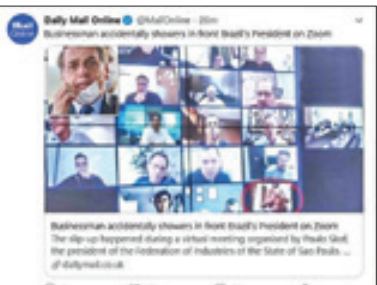 Daily Mail Online @MailOnline · 26m
Businessman accidentally showers in front Brazil's President on Zoom
Businessman accidentally showers in front Brazil's President on Zoom
The slip-up happened during a virtual meeting organised by Paulo Skaf,
the president of the Federation of Industries of the State of Sao Paulo. ...
dailymail.co.uk